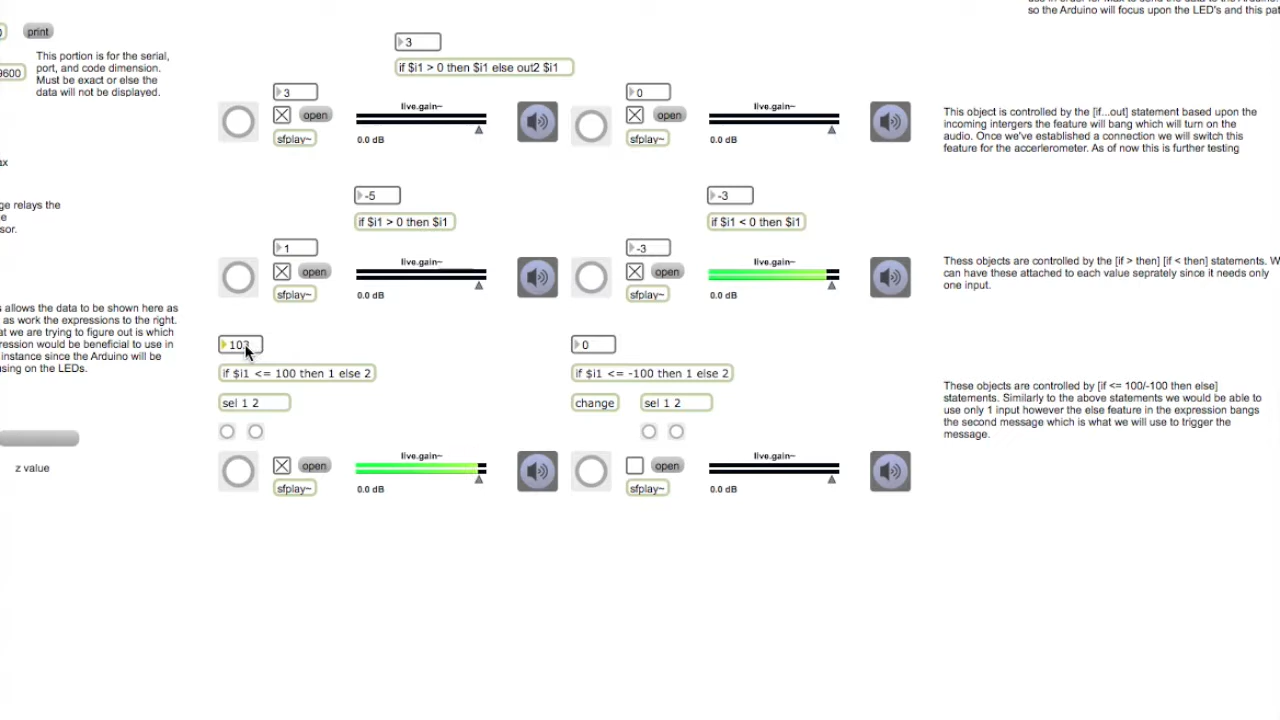 so the Arduino will focus upon the LED's and this pat
print
9600
This portion is for the serial,
port, and code dimension.
Must be exact or else the
data will not be displayed.
3
if $i1 > 0 then $i1 else out2 $i1
3
open
sfplay~
live.gain~
0.0 dB
0
open
sfplay~
live.gain~
0.0 dB
This object is controlled by the [if...out] statement based upon the
incoming intergers the feature will bang which will turn on the
audio. Once we've established a connection we will switch this
feature for the accerlerometer. As of now this is further testing
ax
ge relays the
e
sor.
-5
if $i1 > 0 then $i1
1
open
sfplay~
live.gain~
0.0 dB
-3
if $i1 < 0 then $i1
-3
open
sfplay~
live.gain~
0.0 dB
Thess objects are controlled by the [if > then] [if < then] statements. W
can have these attached to each value seprately since it needs only
one input.
s allows the data to be shown here as
as work the expressions to the right.
at we are trying to figure out is which
ression would be beneficial to use in
instance since the Arduino will be
using on the LEDs.
103
if $i1 <= 100 then 1 else 2
sel 1 2
open
sfplay~
live.gain~
0.0 dB
0
if $i1 <= -100 then 1 else 2
change
sel 1 2
open
sfplay~
live.gain~
0.0 dB
These objects are controlled by [if <= 100/-100 then else]
statements. Similarly to the above statements we would be able to
use only 1 input however the else feature in the expression bangs
the second message which is what we will use to trigger the
message.
z value